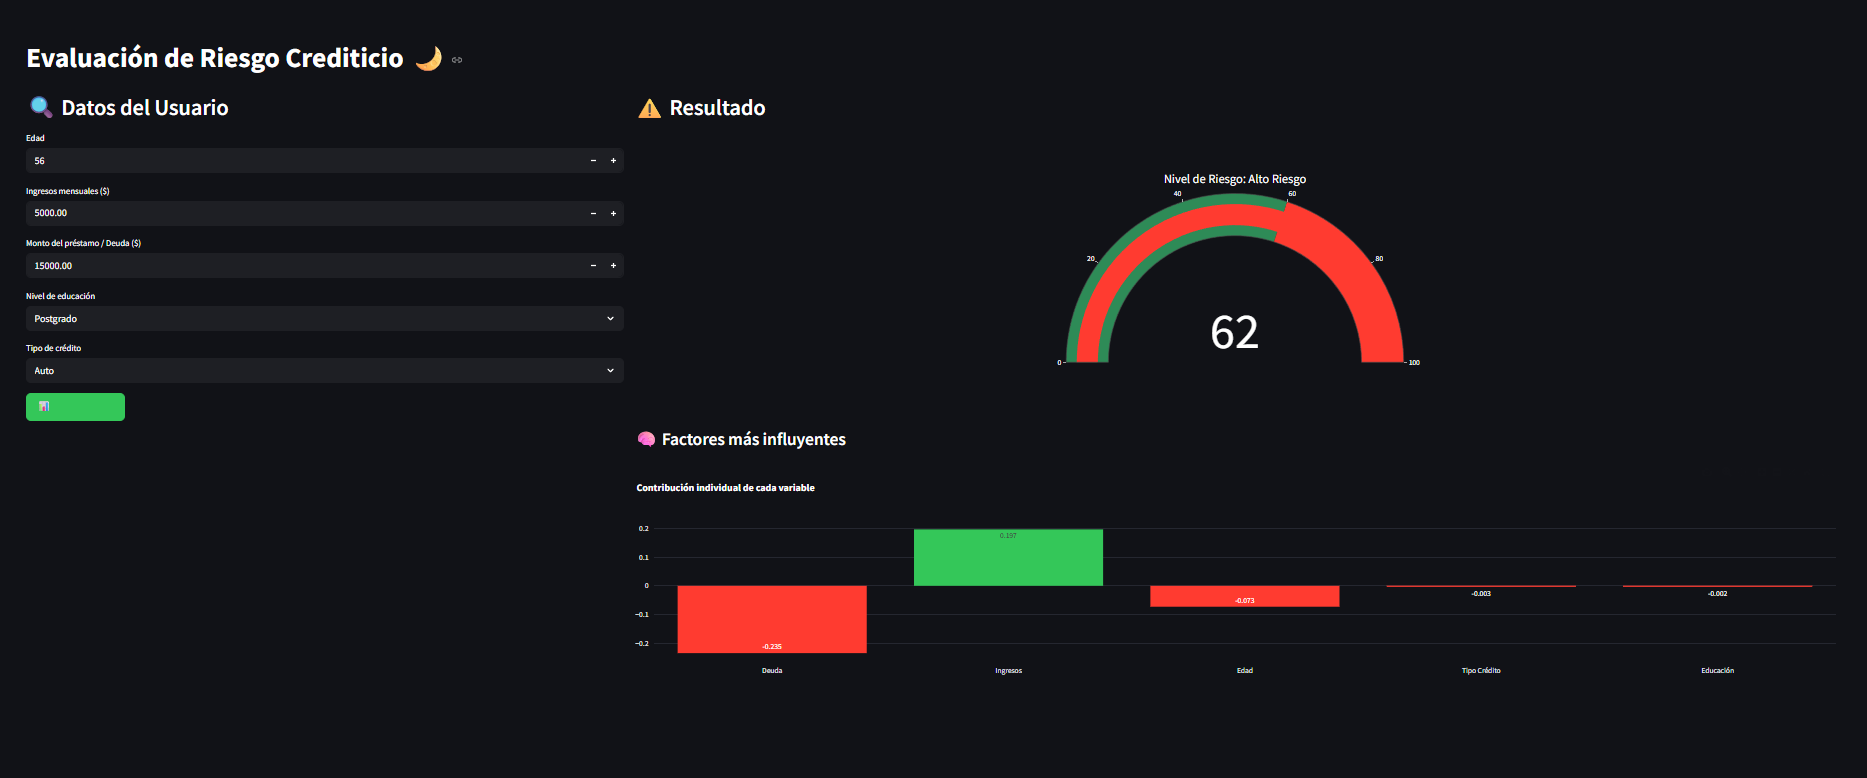 Evaluación de Riesgo Crediticio
Datos del Usuario
Edad
56
Ingresos mensuales ($)
5000.00
Monto del préstamo / Deuda ($)
15000.00
Nivel de educación
Postgrado
Tipo de crédito
Auto
Resultado
Nivel de Riesgo: Alto Riesgo
0
20
40
60
80
100
62
Factores más influyentes
Contribución individual de cada variable
0.2
0.1
0
−0.1
−0.2
-0.235
0.197
-0.073
-0.003
-0.002
Deuda
Ingresos
Edad
Tipo Crédito
Educación